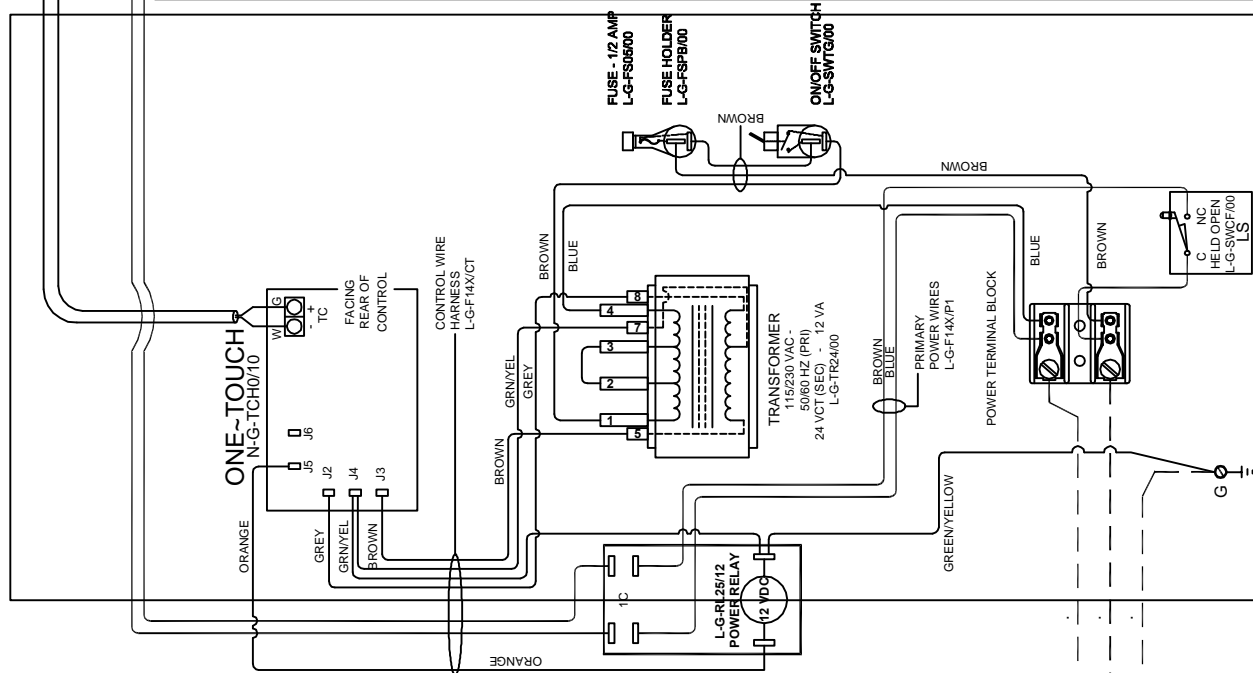 FUSE - 1/2 AMP
L-G-FS05/00
FUSE HOLDER
L-G-FSPB/00
ON/OFF SWITCH
L-G-SWTG/00
BROWN
BROWN
C NC
HELD OPEN
L-G-SWCF/00
LS
BROWN
BLUE
BLUE
BROWN
W G
- +
TC
FACING
REAR OF
CONTROL
ONE~TOUCH
N-G-TCH0/10
J6
J5
J2
J4
J3
CONTROL WIRE
HARNESS
L-G-F14X/CT
GRN/YEL
GREY
BROWN
8
4
7
3
2
1
5
TRANSFORMER
115/230 VAC -
50/60 HZ (PRI)
24 VCT (SEC) - 12 VA
L-G-TR24/00
BROWN
BLUE
PRIMARY
POWER WIRES
L-G-F14X/P1
POWER TERMINAL BLOCK
ORANGE
GREY
GRN/YEL
BROWN
1C
L-G-RL25/12
POWER RELAY
12 VDC
GREEN/YELLOW
G
ORANGE